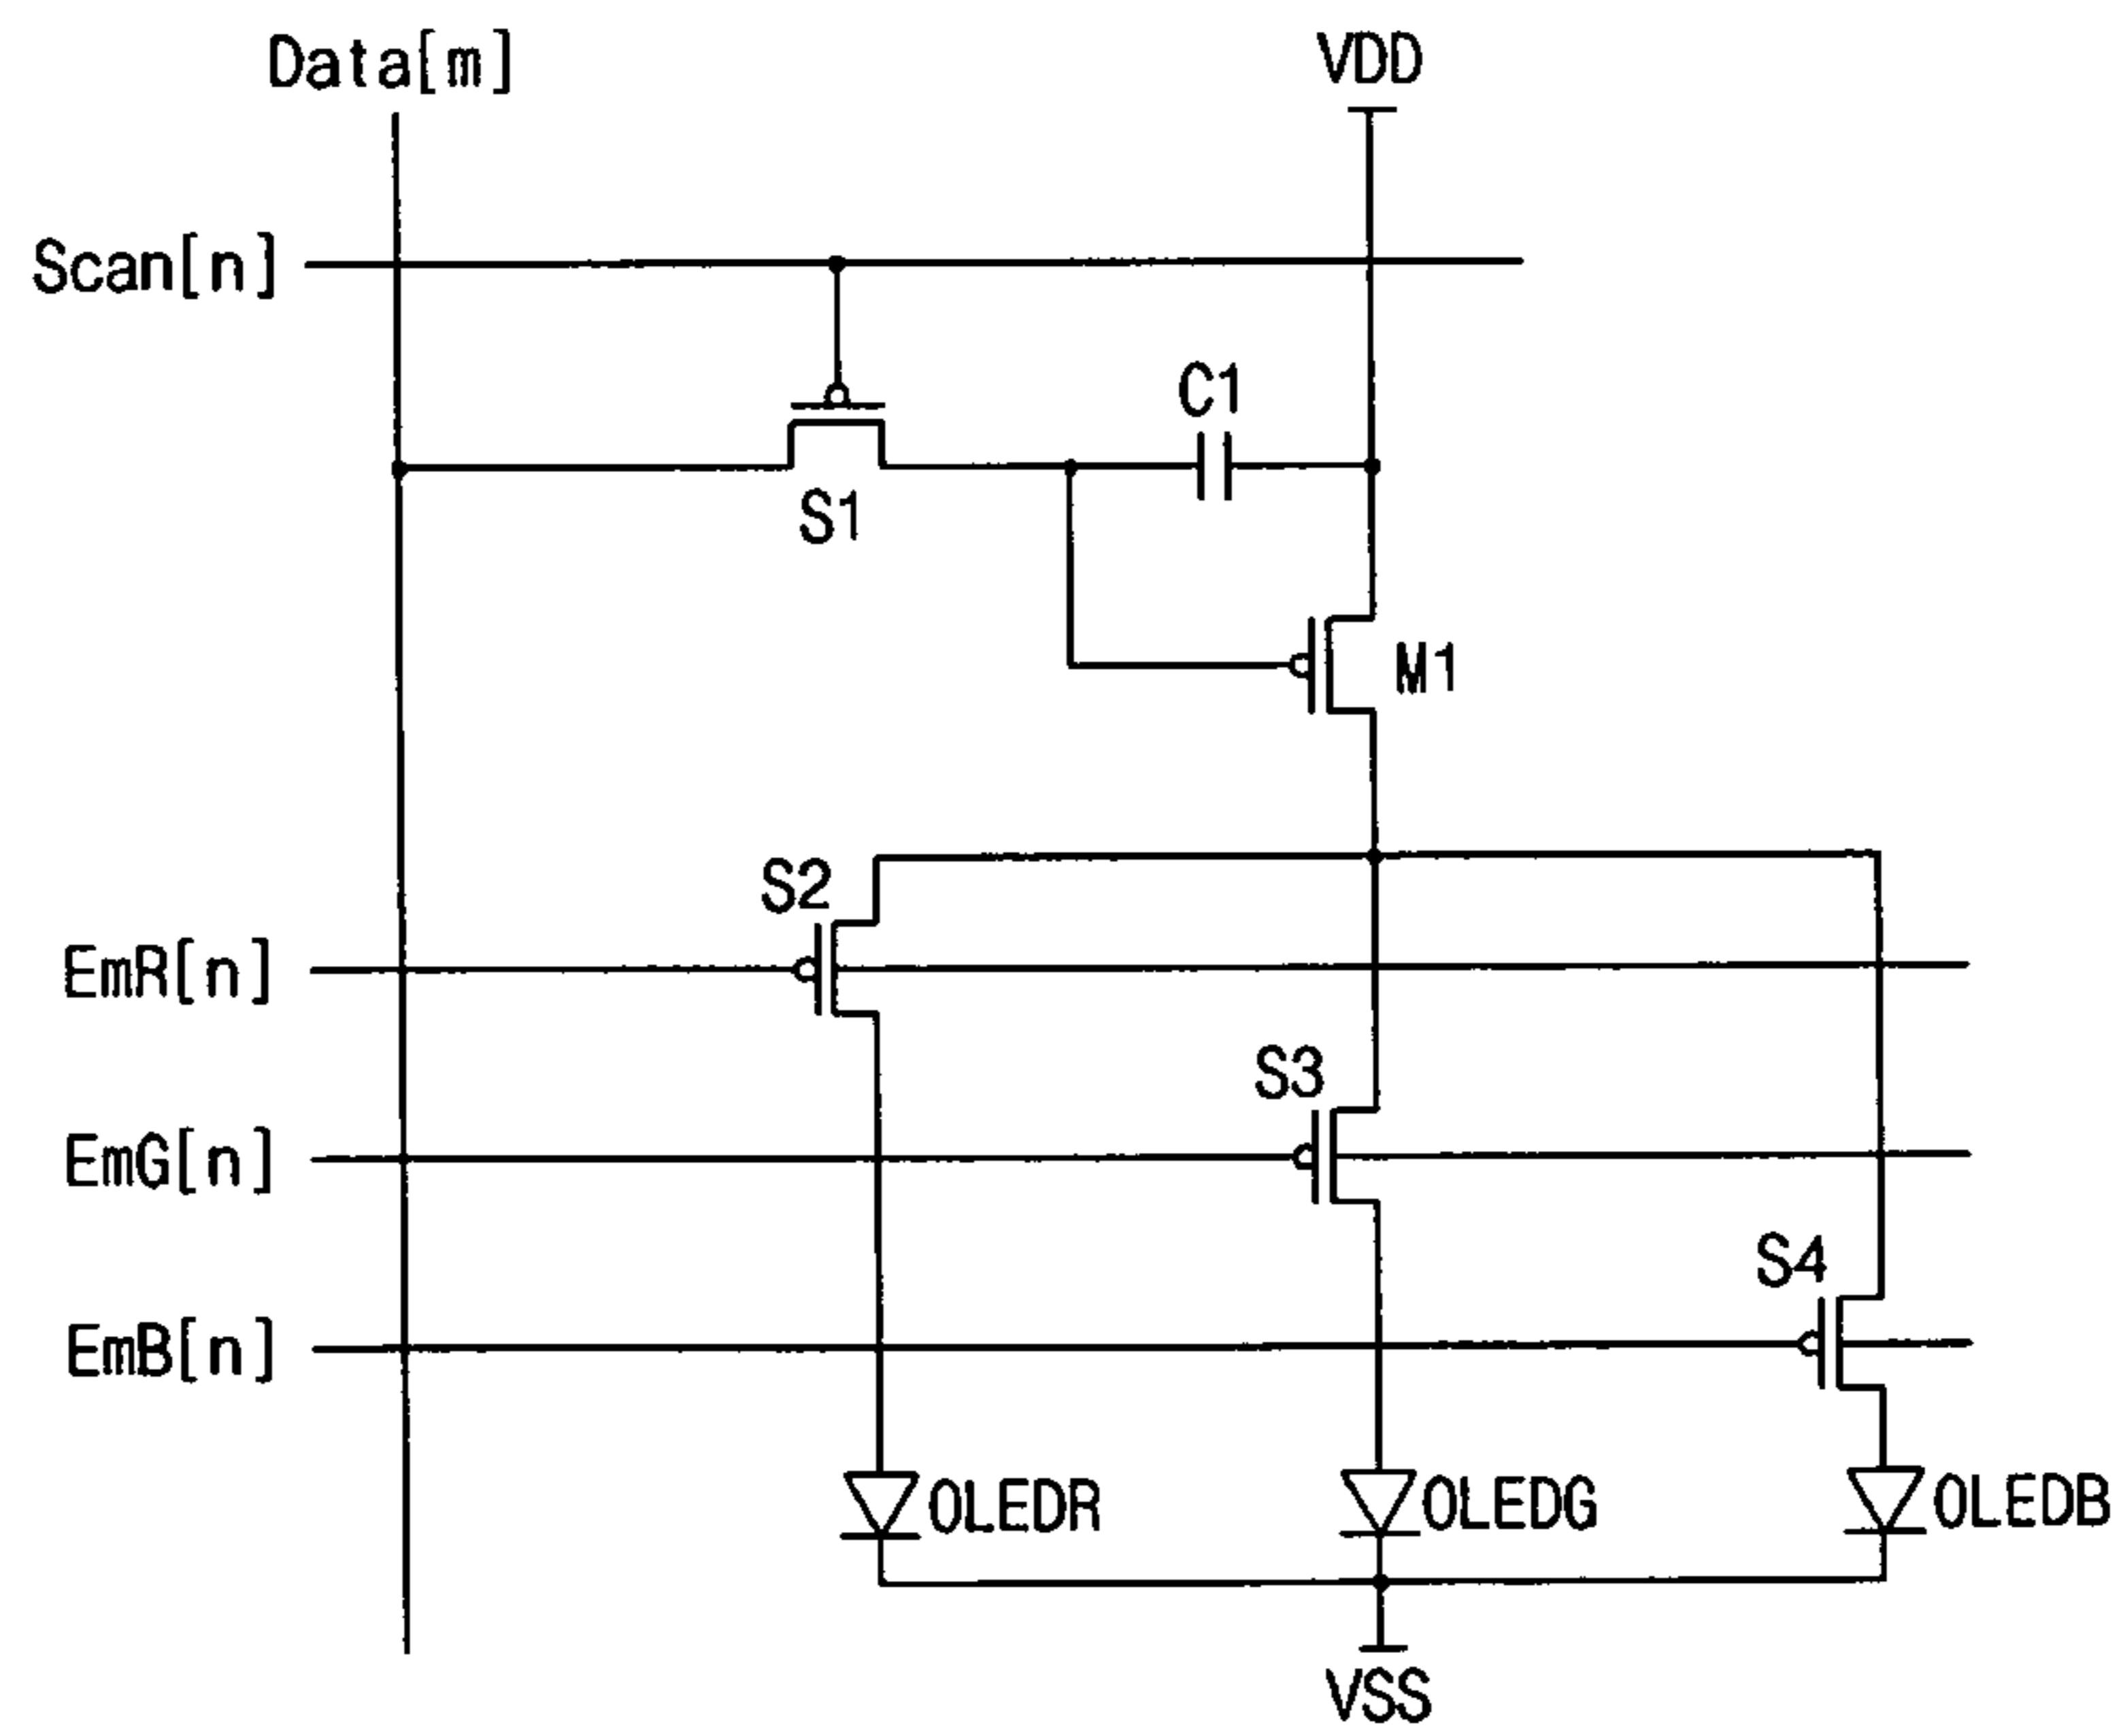 Data[m]
VDD
Scan[n]
C1
S1
M1
S2
EmR[n]
S3
EmG[n]
S4
EmB[n]
OLEDR
OLEDG
OLEDB
VSS